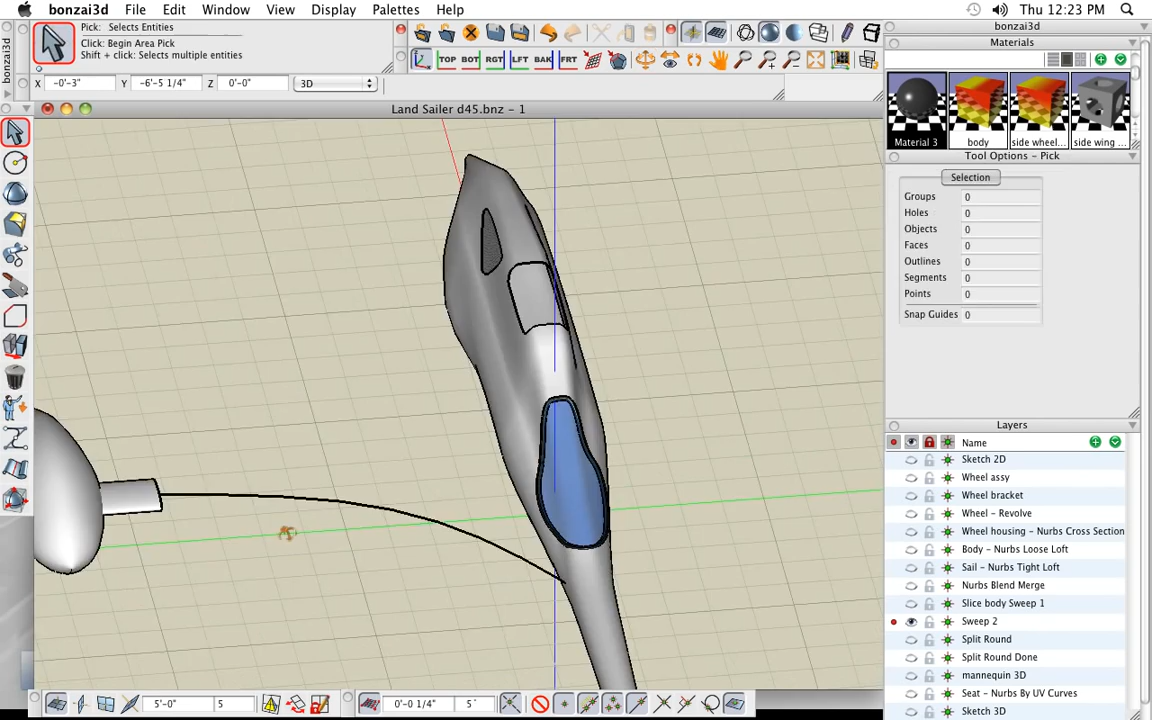 bonzai3d File Edit Window View Display Palettes Help Thu 12:23 PM
Pick: Selects Entities
Click: Begin Area Pick
Shift + click: Selects multiple entities
bonzai3d
TOP BOT RGT LFT BAK FRT
X -0'-3" Y -6'-5 1/4" Z 0'-0" 3D
Land Sailer d45.bnz - 1
bonzai3d
Materials
Material 3 body side wheel... side wing ...
Tool Options - Pick
Selection
Groups 0
Holes 0
Objects 0
Faces 0
Outlines 0
Segments 0
Points 0
Snap Guides 0
Layers
Name
Sketch 2D
Wheel assy
Wheel bracket
Wheel - Revolve
Wheel housing - Nurbs Cross Section
Body - Nurbs Loose Loft
Sail - Nurbs Tight Loft
Nurbs Blend Merge
Slice body Sweep 1
Sweep 2
Split Round
Split Round Done
mannequin 3D
Seat - Nurbs By UV Curves
Sketch 3D
5'-0" 5 0'-0 1/4" 5°